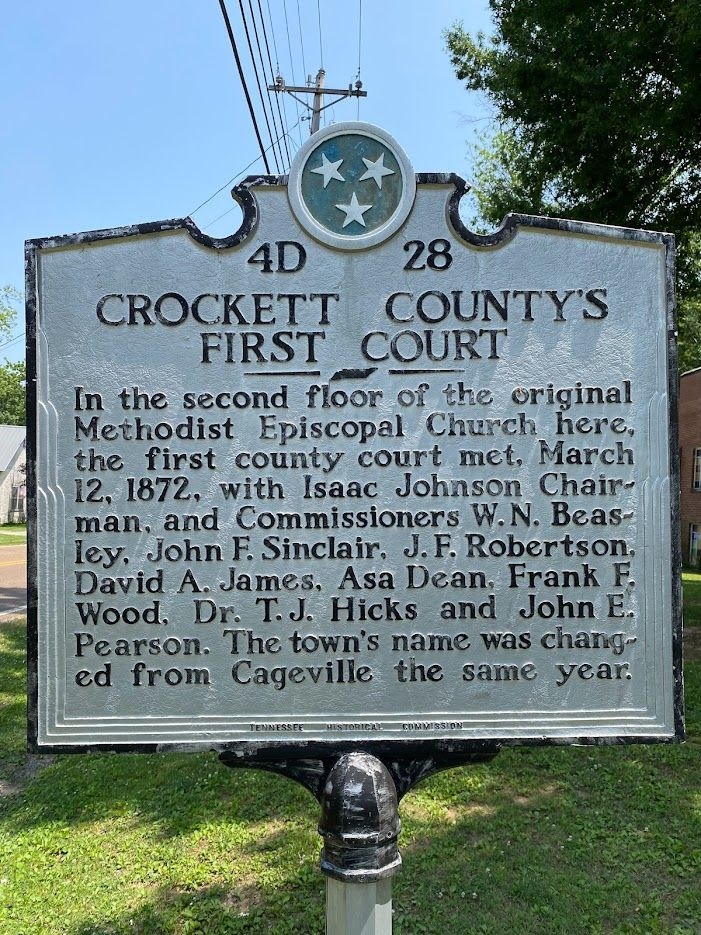 4D 28
CROCKETT COUNTY'S
FIRST COURT
In the second floor of the original
Methodist Episcopal Church here,
the first county court met, March
12, 1872, with Isaac Johnson Chair-
man, and Commissioners W.N. Beas-
ley, John F. Sinclair, J.F. Robertson,
David A. James, Asa Dean, Frank F.
Wood, Dr. T.J. Hicks and John E.
Pearson. The town's name was chang-
ed from Cageville the same year.
TENNESSEE HISTORICAL COMMISSION